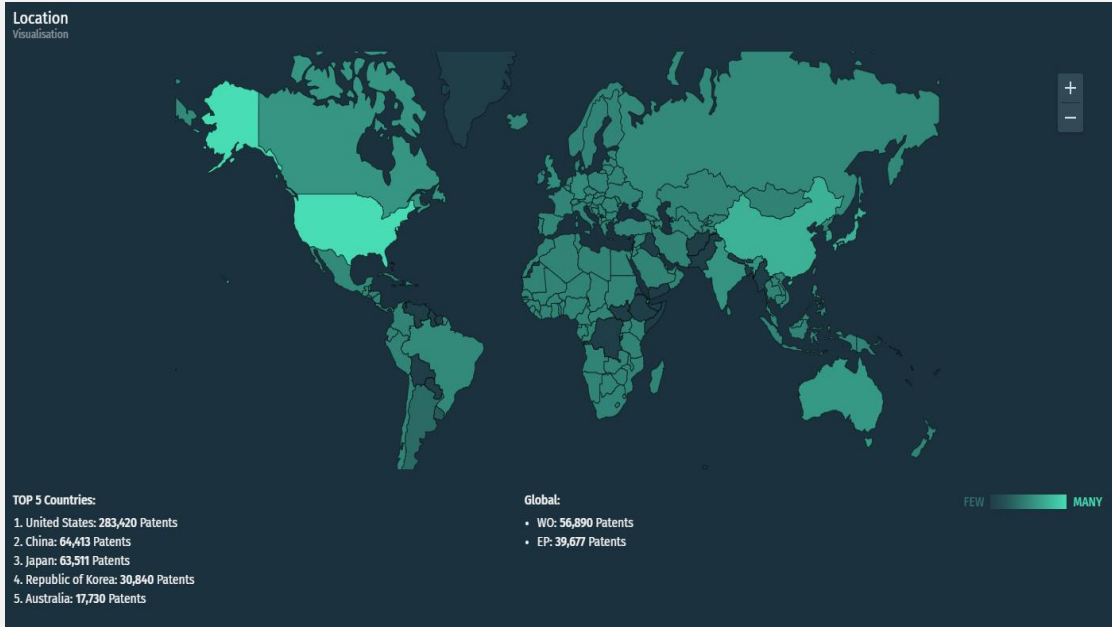 Location
Visualisation
+
−
TOP 5 Countries:
1. United States: 283,420 Patents
2. China: 64,413 Patents
3. Japan: 63,511 Patents
4. Republic of Korea: 30,840 Patents
5. Australia: 17,730 Patents
Global:
• WO: 56,890 Patents
• EP: 39,677 Patents
FEW MANY